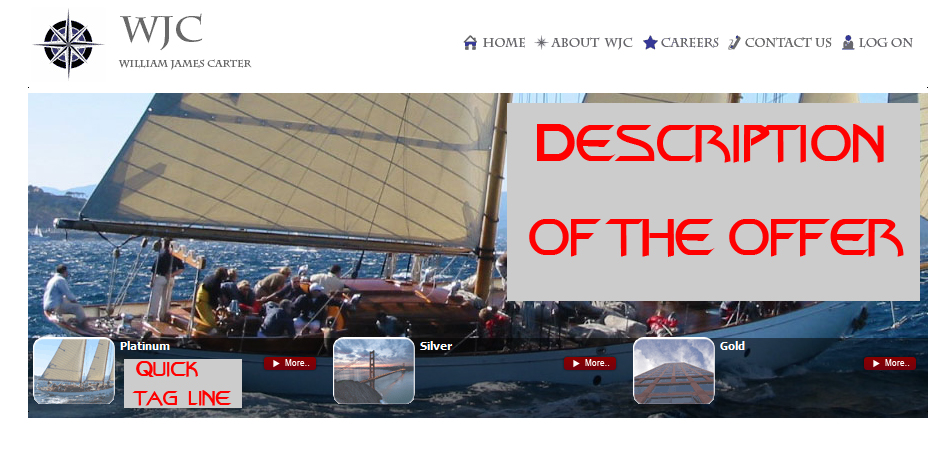 WJC
WILLIAM JAMES CARTER
HOME ABOUT WJC CAREERS CONTACT US LOG ON
DESCRIPTION
OF THE OFFER
Platinum
QUICK
TAG LINE
More..
Silver
More..
Gold
More..